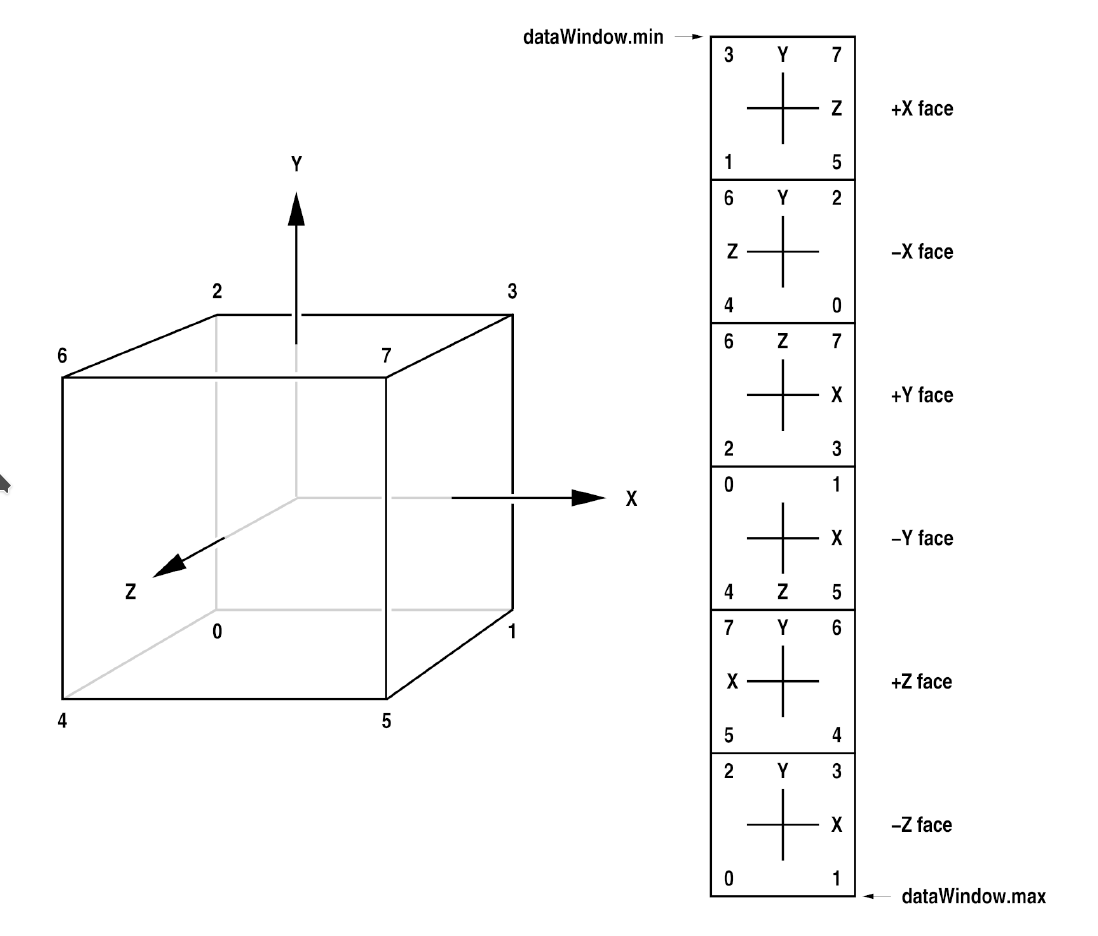 dataWindow.min
3 Y 7
Z +X face
1 5
Y
6 Y 2
Z −X face
4 0
2 3
6 7
6 Z 7
X +Y face
2 3
X
0 1
X −Y face
Z
4 Z 5
0 1
7 Y 6
X +Z face
4 5
5 4
2 Y 3
X −Z face
0 1
dataWindow.max